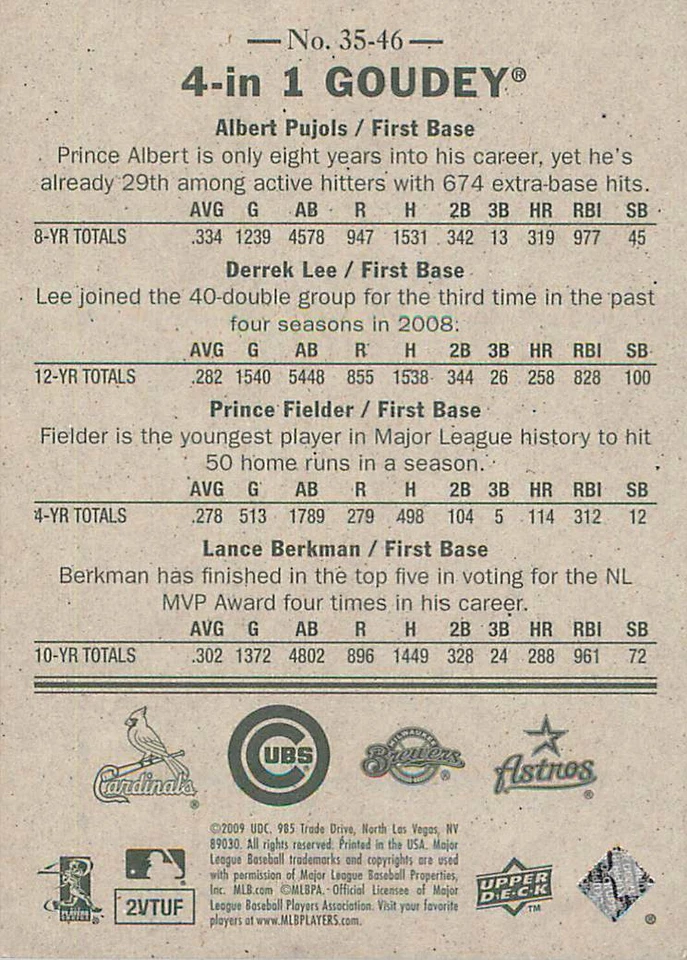 No. 35-46
4-in 1 GOUDEY®
Albert Pujols / First Base
Prince Albert is only eight years into his career, yet he's
already 29th among active hitters with 674 extra-base hits.
AVG G AB R H 2B 3B HR RBI SB
8-YR TOTALS .334 1239 4578 947 1531 342 13 319 977 45
Derrek Lee / First Base
Lee joined the 40-double group for the third time in the past
four seasons in 2008.
AVG G AB R H 2B 3B HR RBI SB
12-YR TOTALS .282 1540 5448 855 1538 344 26 258 828 100
Prince Fielder / First Base
Fielder is the youngest player in Major League history to hit
50 home runs in a season.
AVG G AB R H 2B 3B HR RBI SB
4-YR TOTALS .278 513 1789 279 498 104 5 114 312 12
Lance Berkman / First Base
Berkman has finished in the top five in voting for the NL
MVP Award four times in his career.
AVG G AB R H 2B 3B HR RBI SB
10-YR TOTALS .302 1372 4802 896 1449 328 24 288 961 72
Cardinals®
CUBS®
MILWAUKEE
Brewers®
Astros®
©2009 UDC. 985 Trade Drive, North Las Vegas, NV
89030. All rights reserved. Printed in the USA. Major
League Baseball trademarks and copyrights are used
with permission of Major League Baseball Properties,
Inc. MLB.com ©MLBPA. Official Licensee of Major
League Baseball Players Association. Visit your favorite
players at www.MLBPLAYERS.com.
2VTUF
UPPER
DECK
™
®